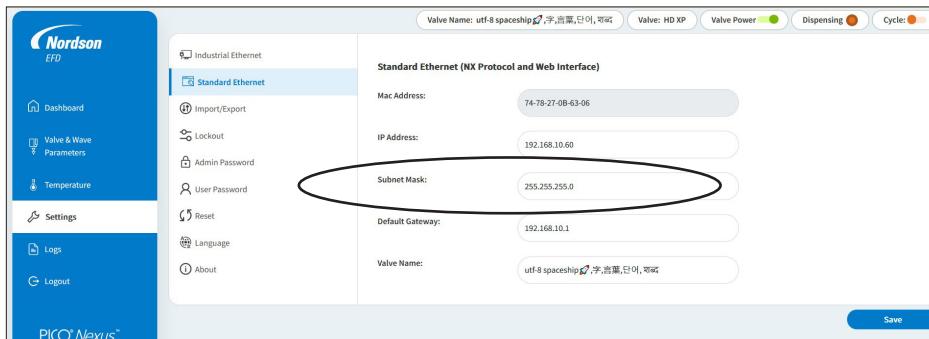 Valve Name: utf-8 spaceship🚀,字,言葉,단어, शब्द
Valve: HD XP
Valve Power
Dispensing
Cycle:
Nordson
EFD
Dashboard
Valve & Wave
Parameters
Temperature
Settings
Logs
Logout
PICO® Nexus™
Industrial Ethernet
Standard Ethernet
Import/Export
Lockout
Admin Password
User Password
Reset
Language
About
Standard Ethernet (NX Protocol and Web Interface)
Mac Address:
74-78-27-0B-63-06
IP Address:
192.168.10.60
Subnet Mask:
255.255.255.0
Default Gateway:
192.168.10.1
Valve Name:
utf-8 spaceship🚀,字,言葉,단어, शब्द
Save